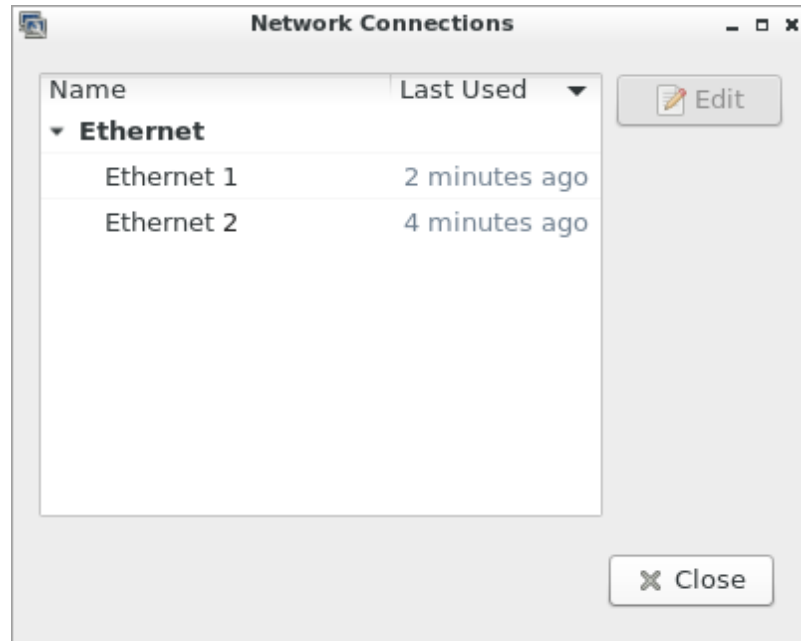 Network Connections
Name Last Used
Edit
Ethernet
Ethernet 1 2 minutes ago
Ethernet 2 4 minutes ago
Close